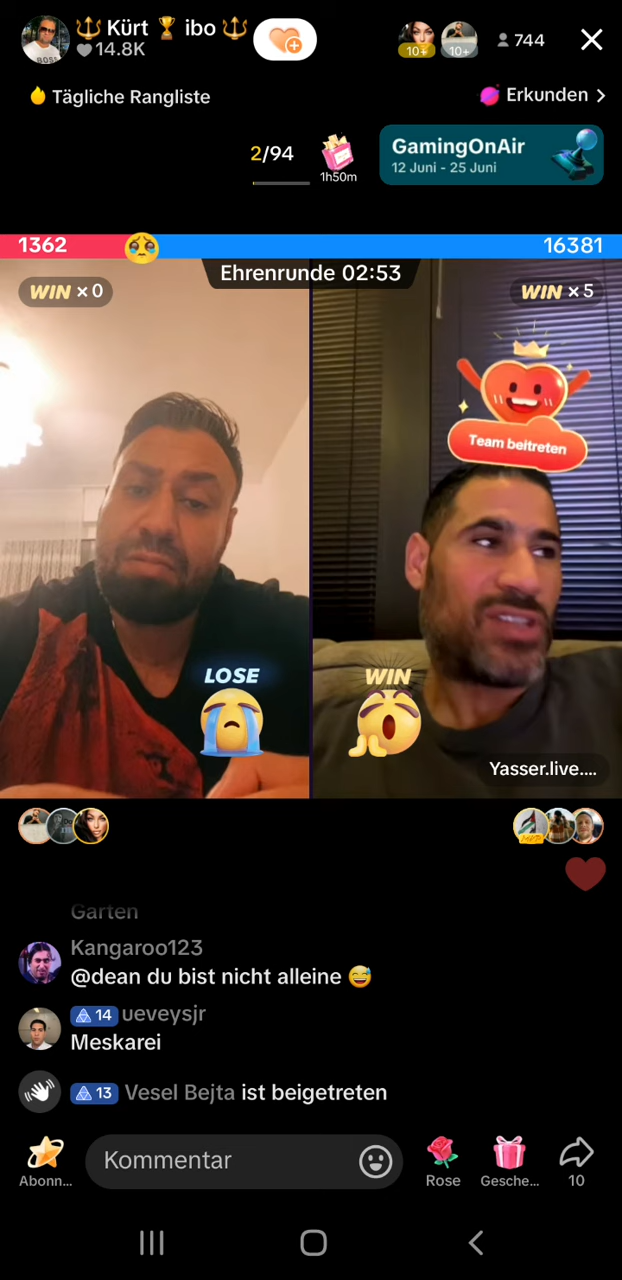 🔱 Kürt 🏆 ibo 🔱
14.8K
10+
10+
744
Tägliche Rangliste
Erkunden
2/94
1h50m
GamingOnAir
12 Juni - 25 Juni
1362
16381
Ehrenrunde 02:53
WIN x 0
WIN x 5
Team beitreten
LOSE
WIN
Yasser.live....
MVP
Garten
Kangaroo123
@dean du bist nicht alleine 😅
14 ueveysjr
Meskarei
13 Vesel Bejta ist beigetreten
Kommentar
Abonn...
Rose
Gesche...
10